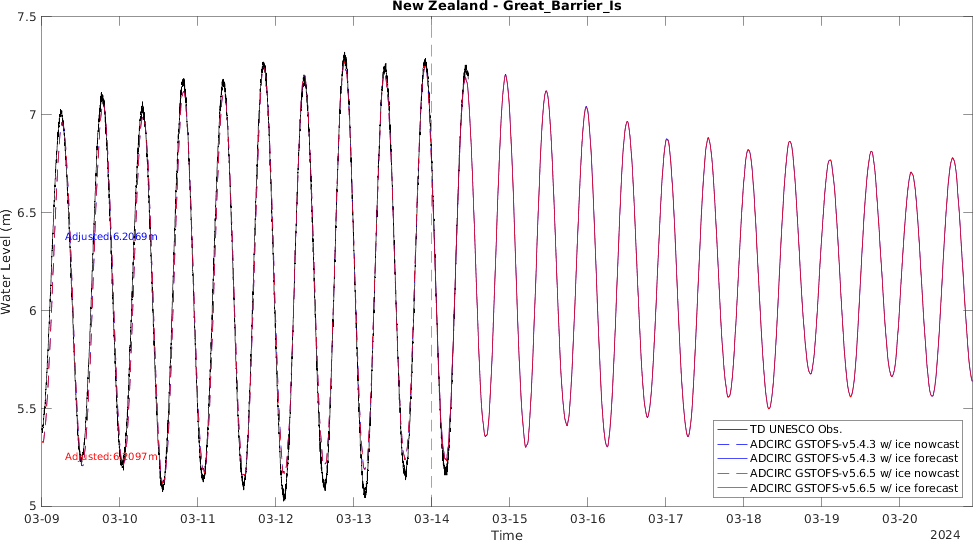 New Zealand - Great_Barrier_Is
7.5
7
6.5
6
5.5
5
Water Level (m)
Adjusted:6.2069m
Adjusted:6.2097m
TD UNESCO Obs.
ADCIRC GSTOFS-v5.4.3 w/ ice nowcast
ADCIRC GSTOFS-v5.4.3 w/ ice forecast
ADCIRC GSTOFS-v5.6.5 w/ ice nowcast
ADCIRC GSTOFS-v5.6.5 w/ ice forecast
03-09 03-10 03-11 03-12 03-13 03-14 03-15 03-16 03-17 03-18 03-19 03-20
Time
2024